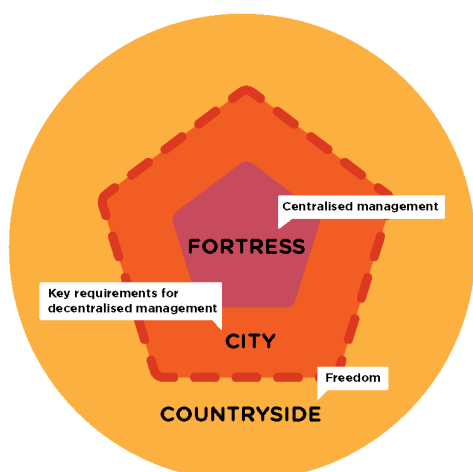 Centralised management
FORTRESS
Key requirements for
decentralised management
CITY
Freedom
COUNTRYSIDE